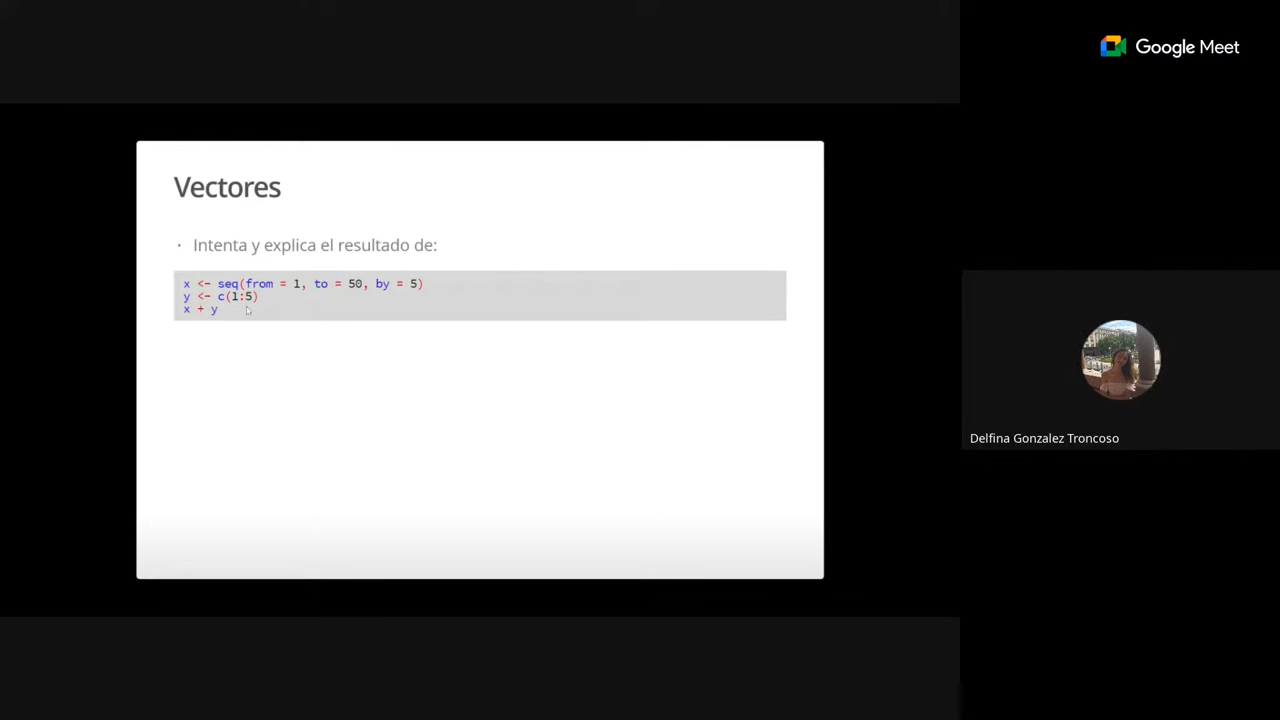 Google Meet
Vectores
· Intenta y explica el resultado de:
x <- seq(from = 1, to = 50, by = 5)
y <- c(1:5)
x + y
Delfina Gonzalez Troncoso